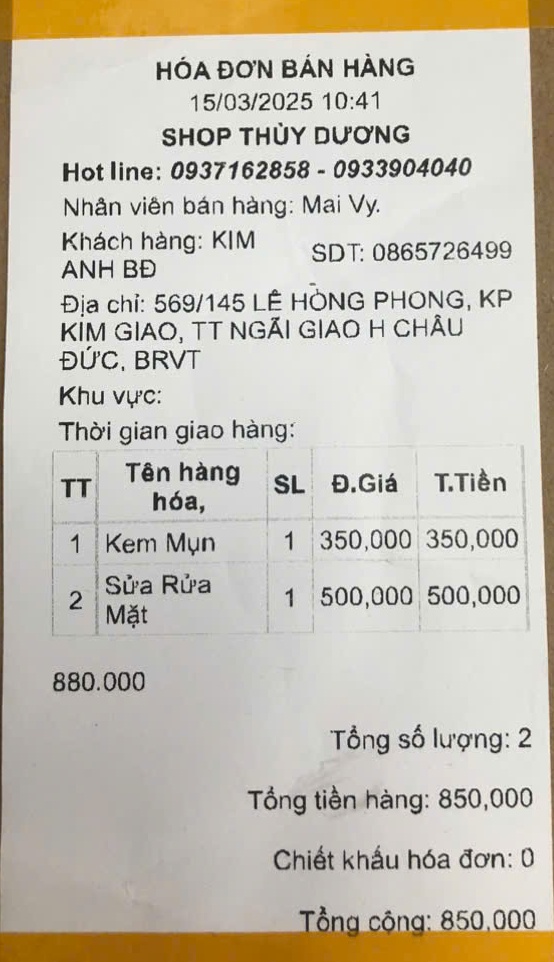 HÓA ĐƠN BÁN HÀNG
15/03/2025 10:41
SHOP THÙY DƯƠNG
Hot line: 0937162858 - 0933904040
Nhân viên bán hàng: Mai Vy.
Khách hàng: KIM ANH BĐ SDT: 0865726499
Địa chỉ: 569/145 LÊ HỒNG PHONG, KP
KIM GIAO, TT NGÃI GIAO H CHÂU
ĐỨC, BRVT
Khu vực:
Thời gian giao hàng:
TT Tên hàng hóa, SL Đ.Giá T.Tiền
1 Kem Mụn 1 350,000 350,000
2 Sửa Rửa Mặt 1 500,000 500,000
880.000
Tổng số lượng: 2
Tổng tiền hàng: 850,000
Chiết khấu hóa đơn: 0
Tổng cộng: 850,000